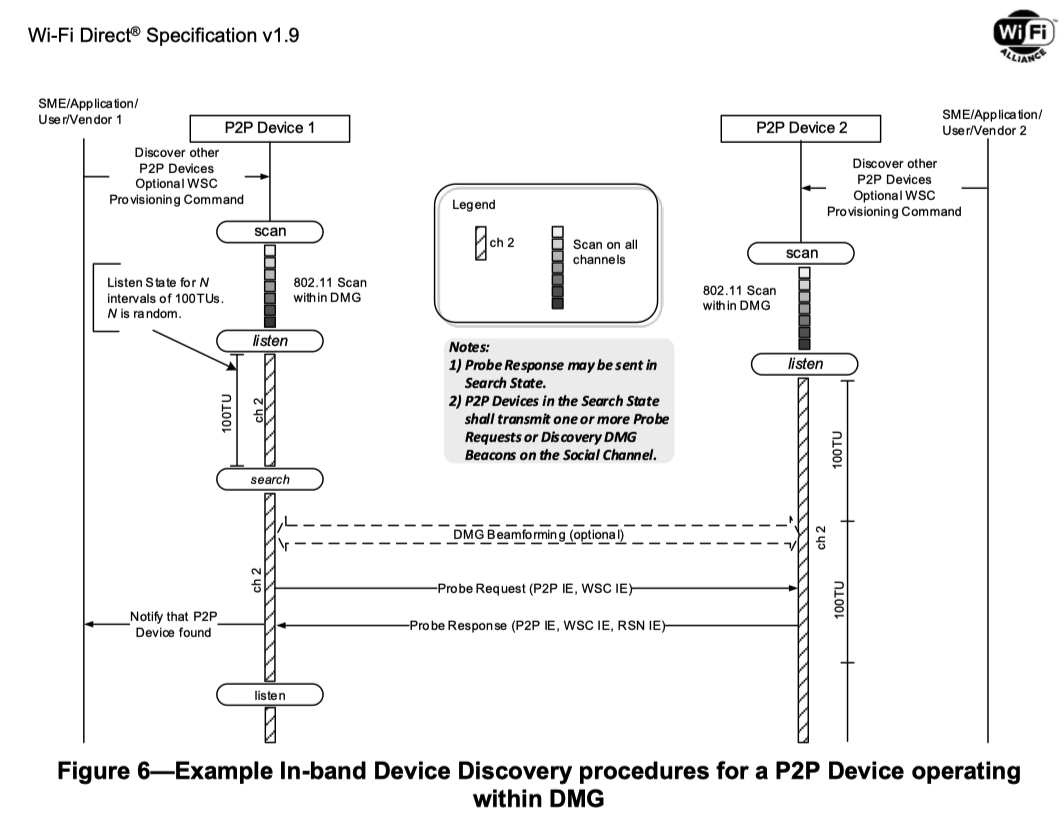 Wi-Fi Direct® Specification v1.9
Wi Fi
ALLIANCE
SME/Application/
User/Vendor 1
P2P Device 1
P2P Device 2
SME/Application/
User/Vendor 2
Discover other
P2P Devices
Optional WSC
Provisioning Command
Discover other
P2P Devices
Optional WSC
Provisioning Command
Legend
ch 2
Scan on all
channels
scan
scan
Listen State for N
intervals of 100TUs.
N is random.
802.11 Scan
within DMG
802.11 Scan
within DMG
listen
listen
Notes:
1) Probe Response may be sent in
Search State.
2) P2P Devices in the Search State
shall transmit one or more Probe
Requests or Discovery DMG
Beacons on the Social Channel.
100TU
ch 2
100TU
search
DMG Beamforming (optional)
ch 2
ch 2
Probe Request (P2P IE, WSC IE)
100TU
Notify that P2P
Device found
Probe Response (P2P IE, WSC IE, RSN IE)
listen
Figure 6—Example In-band Device Discovery procedures for a P2P Device operating
within DMG